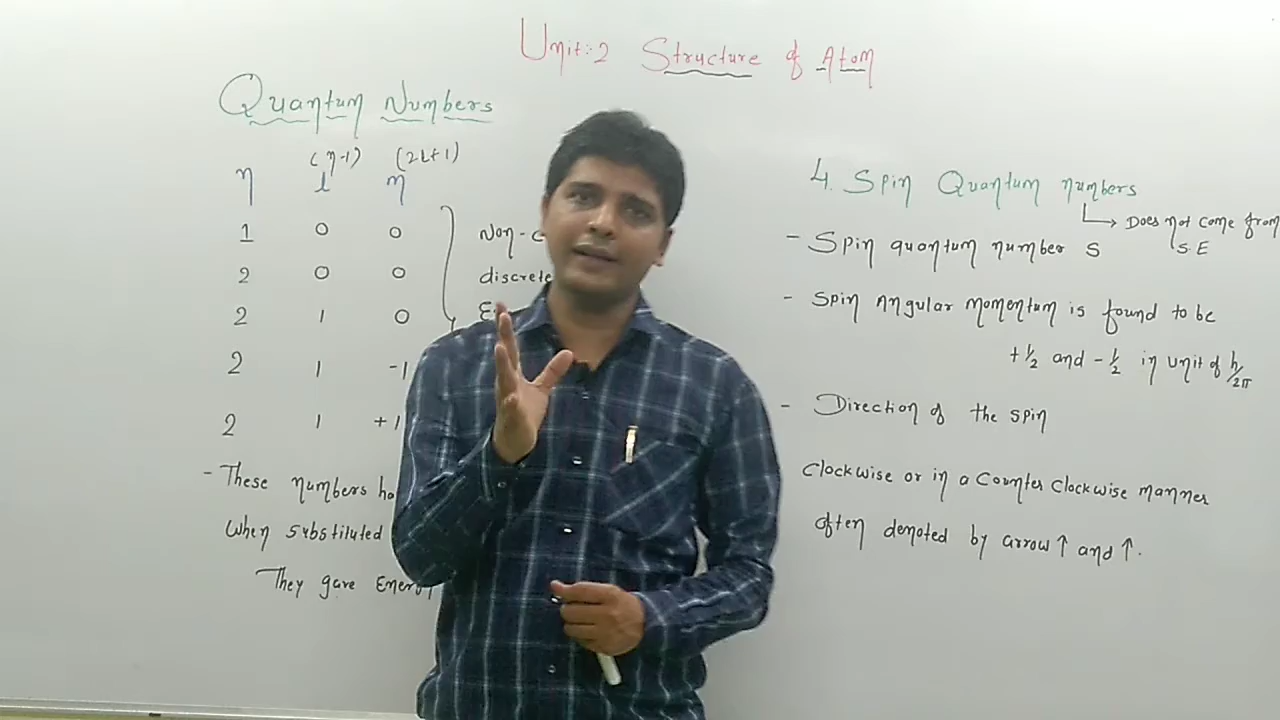 Unit:-2 Structure of Atom
Quantum Numbers
(n-1) (2l+1)
n l m
1 0 0
2 0 0
2 1 0
2 1 -1
2 1 +1
Non-
discrete
- These numbers
When substituted
They gave
4. Spin Quantum numbers
Does not come from
S E
- Spin quantum number S
- Spin Angular momentum is found to be
+1/2 and -1/2 in unit of h/2π
- Direction of the spin
Clockwise or in a Counter Clockwise manner
often denoted by arrow ↑ and ↑.